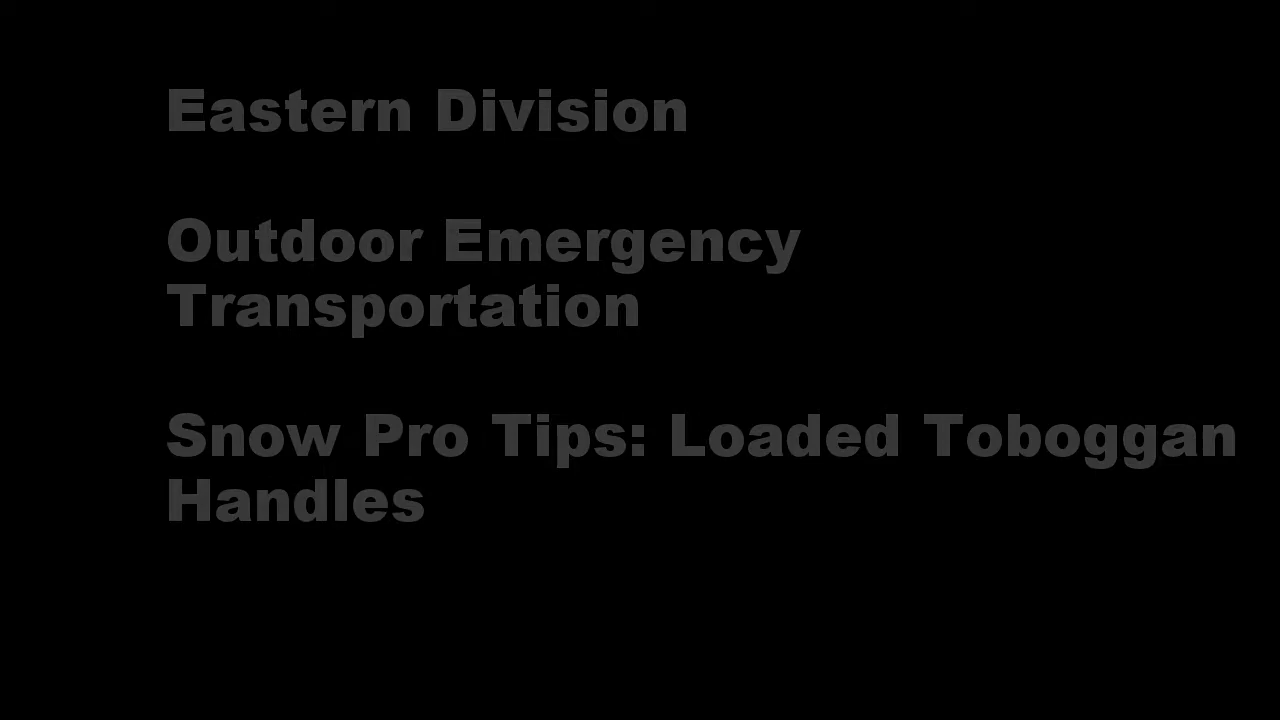 Eastern Division
Outdoor Emergency
Transportation
Snow Pro Tips: Loaded Toboggan
Handles